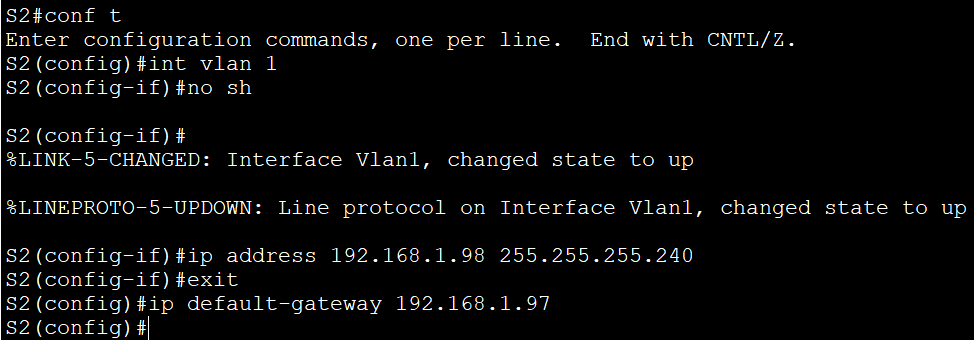 S2#conf t
Enter configuration commands, one per line.  End with CNTL/Z.
S2(config)#int vlan 1
S2(config-if)#no sh
S2(config-if)#
%LINK-5-CHANGED: Interface Vlan1, changed state to up
%LINEPROTO-5-UPDOWN: Line protocol on Interface Vlan1, changed state to up
S2(config-if)#ip address 192.168.1.98 255.255.255.240
S2(config-if)#exit
S2(config)#ip default-gateway 192.168.1.97
S2(config)#